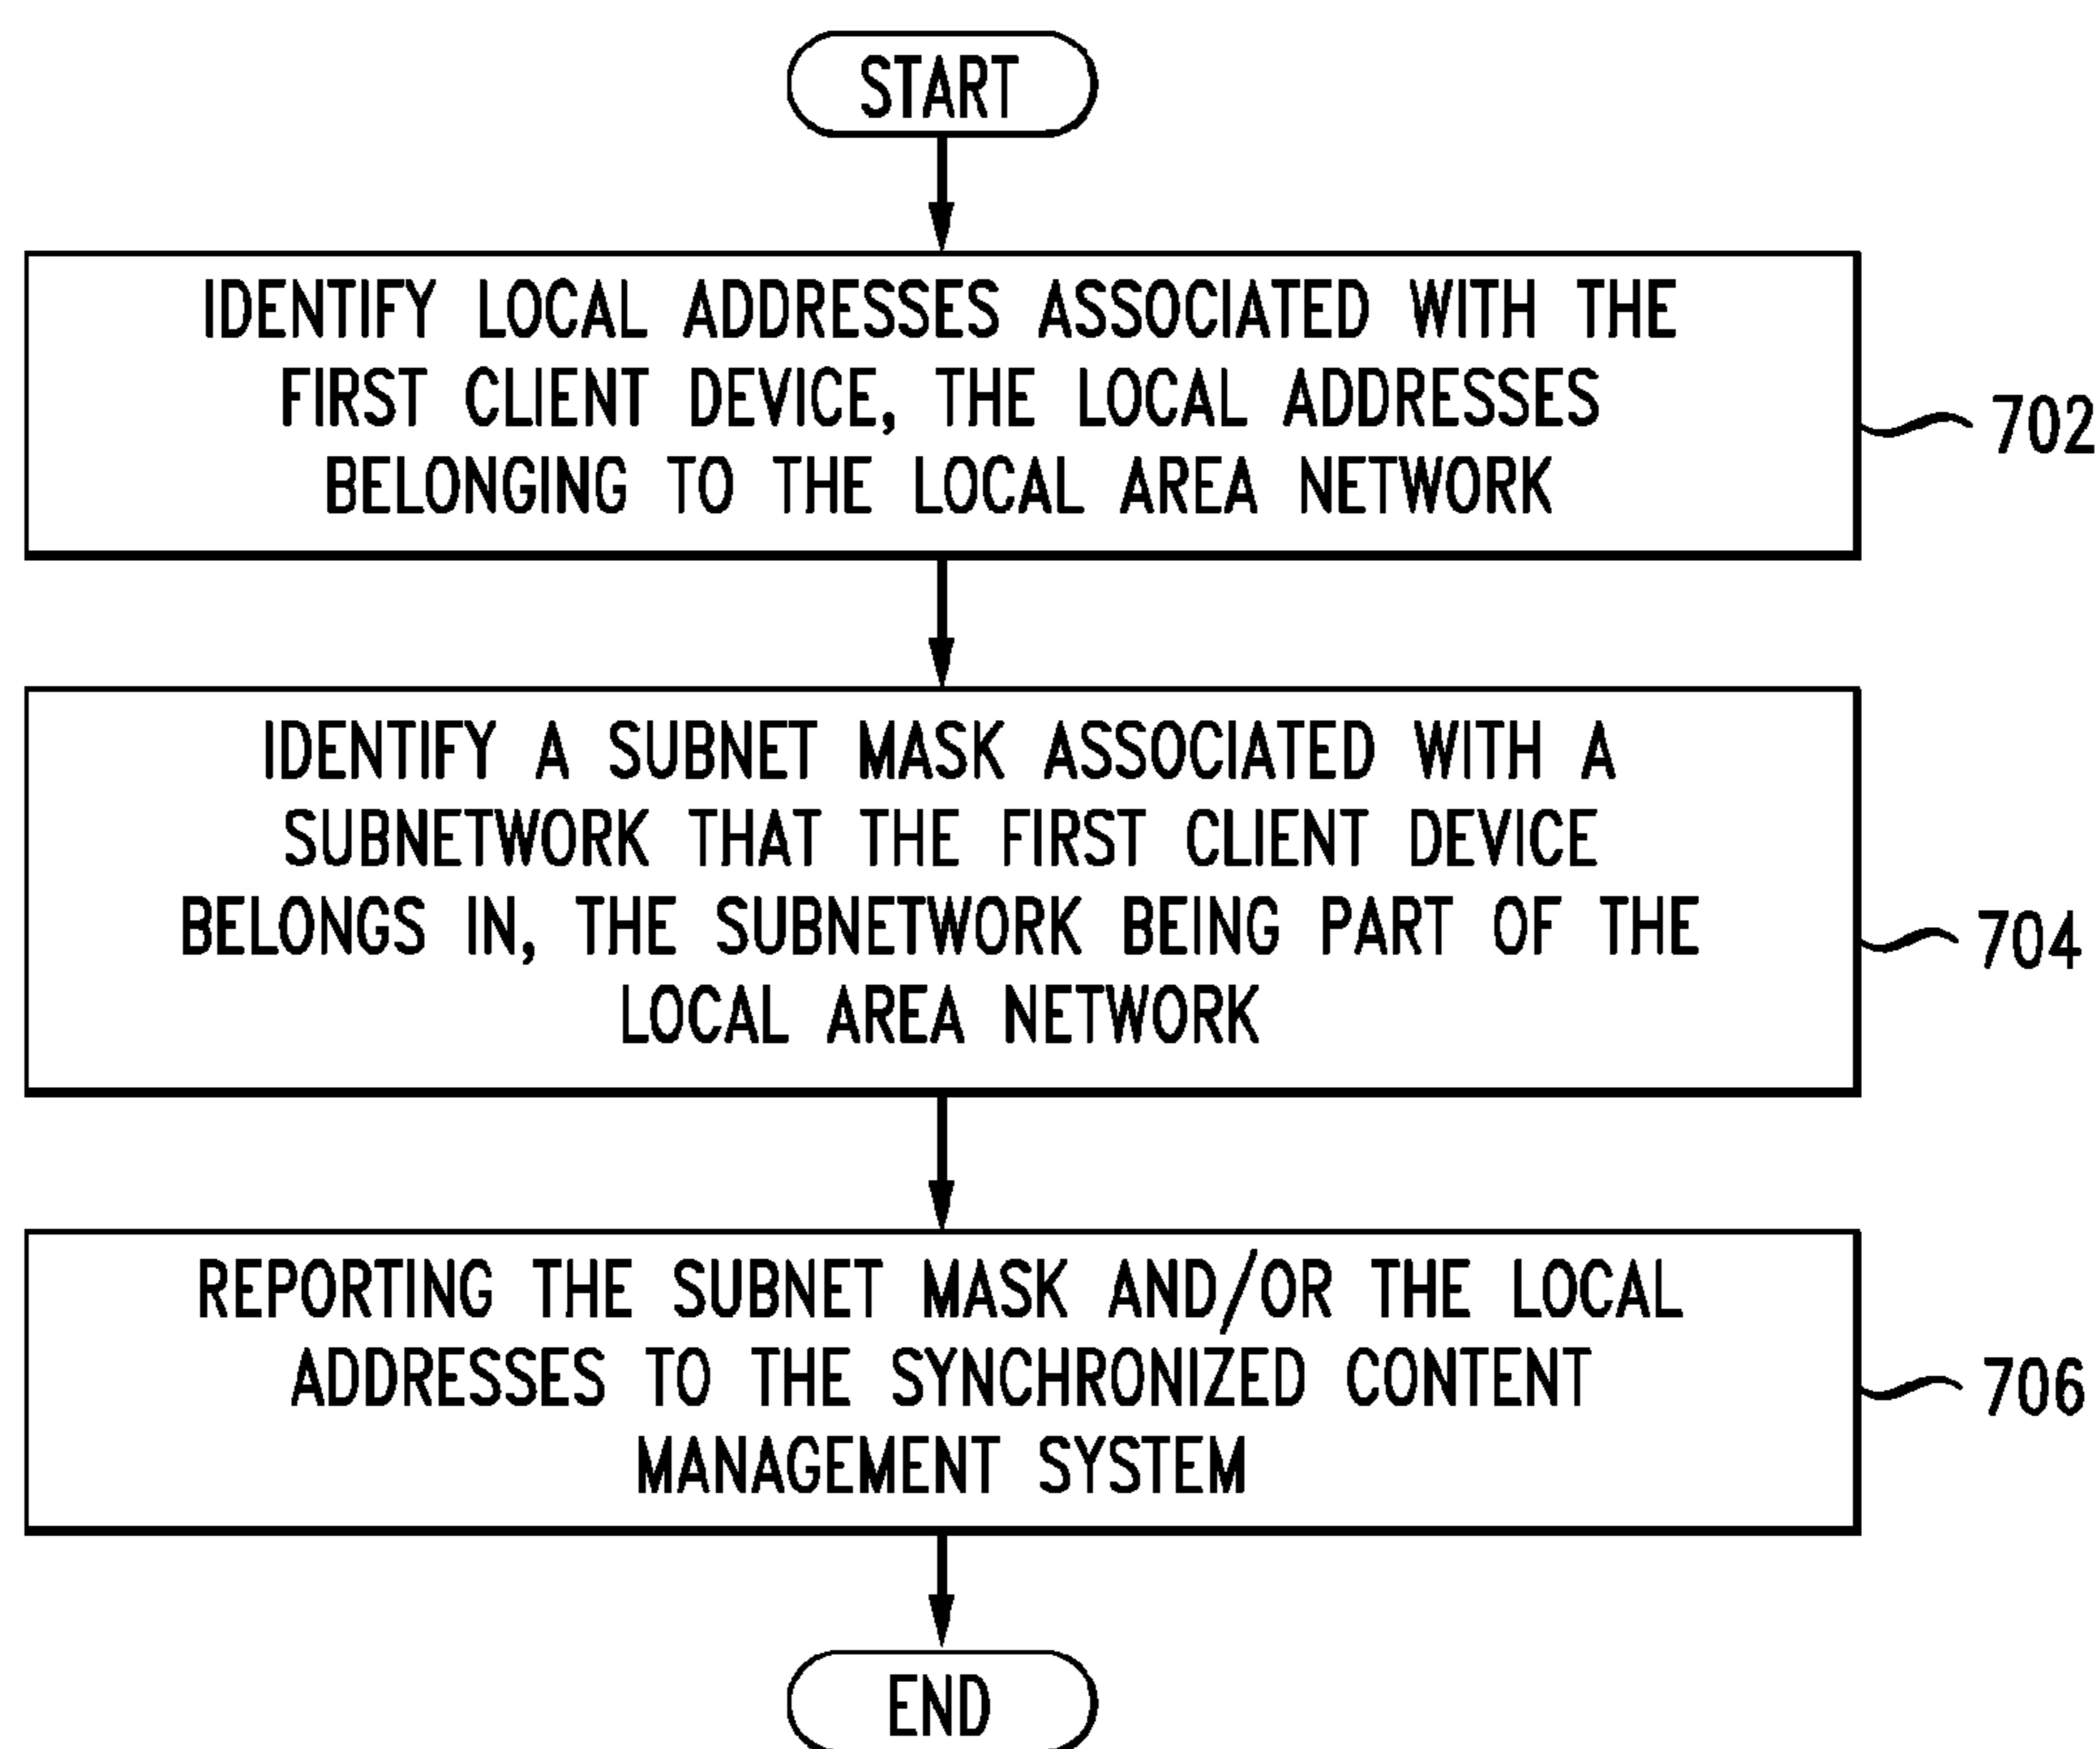 START
IDENTIFY LOCAL ADDRESSES ASSOCIATED WITH THE
FIRST CLIENT DEVICE, THE LOCAL ADDRESSES
BELONGING TO THE LOCAL AREA NETWORK
702
IDENTIFY A SUBNET MASK ASSOCIATED WITH A
SUBNETWORK THAT THE FIRST CLIENT DEVICE
BELONGS IN, THE SUBNETWORK BEING PART OF THE
LOCAL AREA NETWORK
704
REPORTING THE SUBNET MASK AND/OR THE LOCAL
ADDRESSES TO THE SYNCHRONIZED CONTENT
MANAGEMENT SYSTEM
706
END